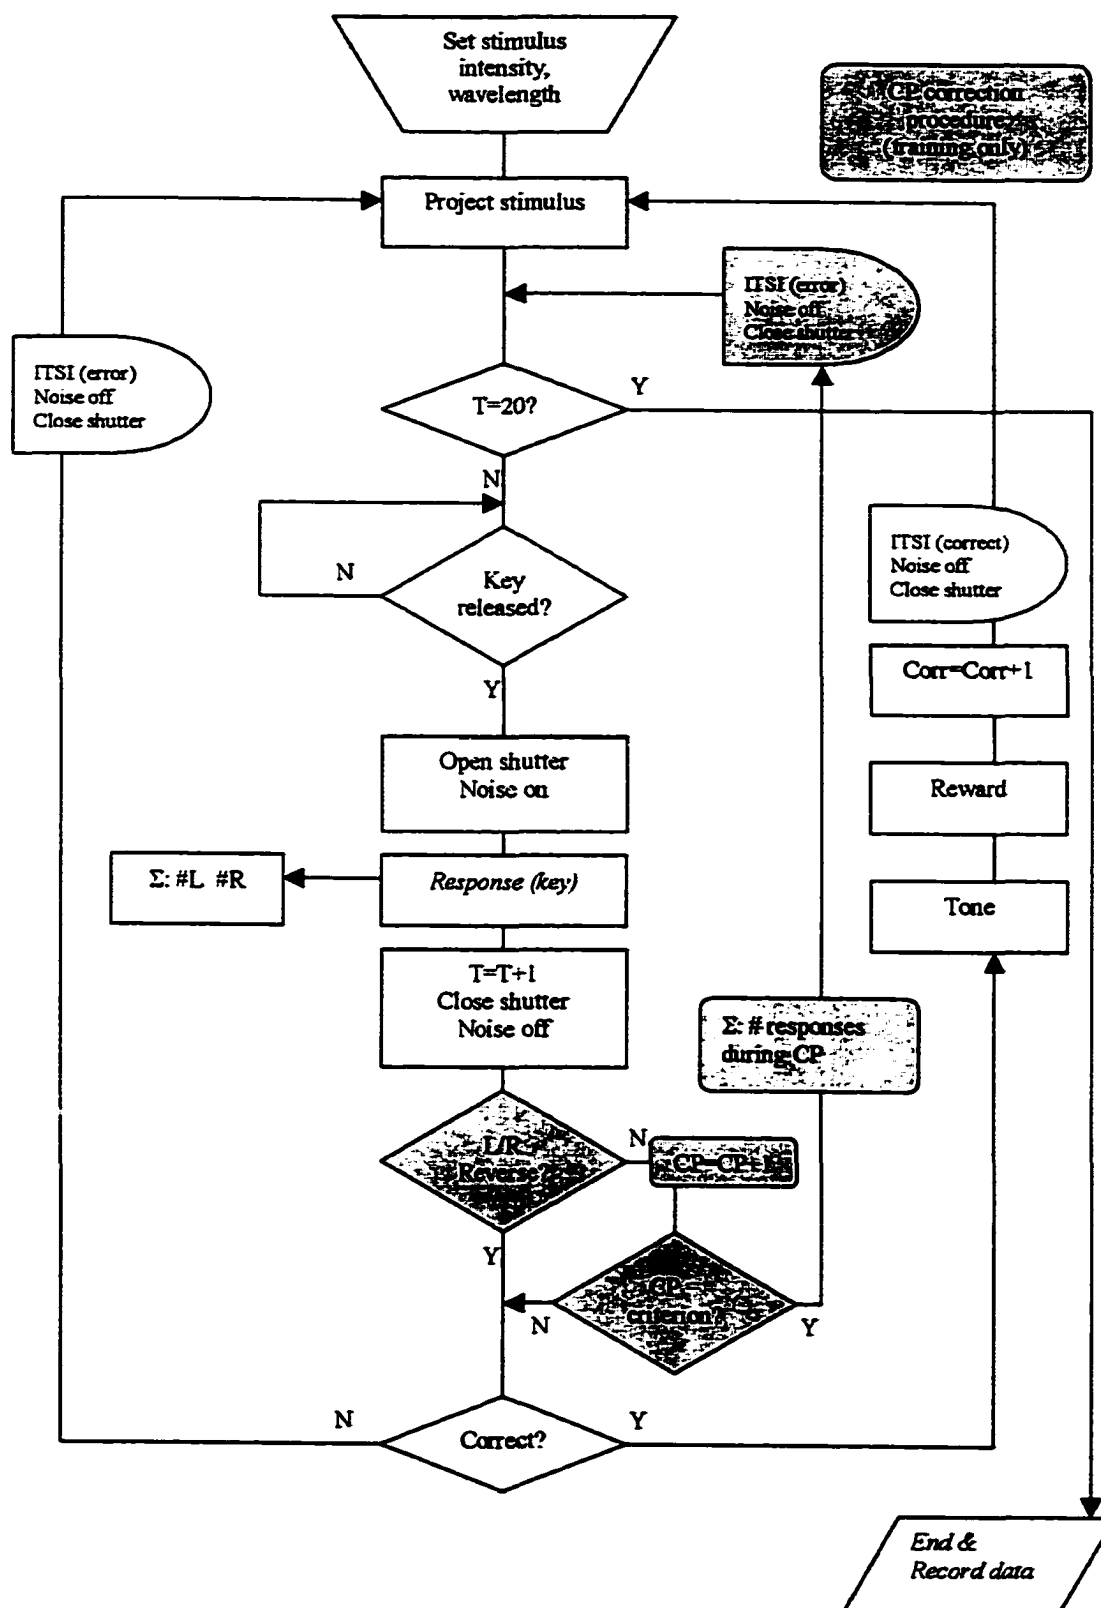 Set stimulus
intensity,
wavelength
CP correction
procedure
(training only)
Project stimulus
ITSI (error)
Noise off
Close shutter
ITSI (error)
Noise off
Close shutter
T=20?
Y
N
ITSI (correct)
Noise off
Close shutter
N
Key
released?
Y
Corr=Corr+1
Open shutter
Noise on
Reward
Σ: #L #R
Response (key)
Tone
T=T+1
Close shutter
Noise off
Σ: # responses
during CP
L/R
Reverse?
N
CP=CP+1
Y
CP
criterion?
N
Y
N
Correct?
Y
End &
Record data